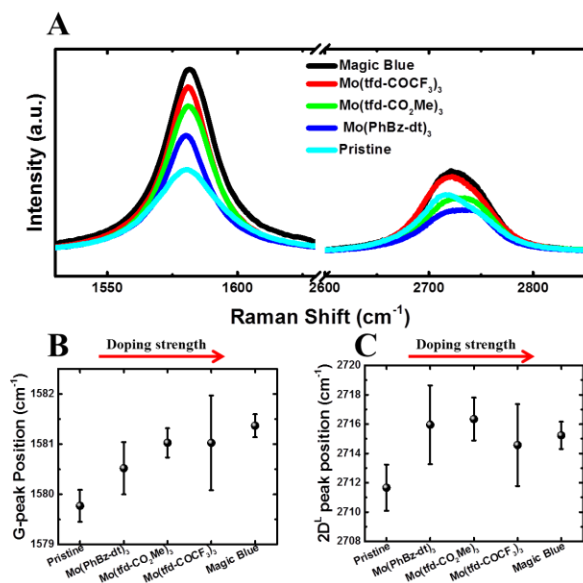 A
Intensity (a.u.)
Magic Blue
Mo(tfd-COCF₃)₃
Mo(tfd-CO₂Me)₃
Mo(PhBz-dt)₃
Pristine
1550
1600
2600
2700
2800
Raman Shift (cm⁻¹)
B
Doping strength
G-peak Position (cm⁻¹)
1582
1581
1580
1579
Pristine
Mo(PhBz-dt)₃
Mo(tfd-CO₂Me)₃
Mo(tfd-COCF₃)₃
Magic Blue
C
Doping strength
2Dᴸ peak position (cm⁻¹)
2720
2718
2716
2714
2712
2710
2708
Pristine
Mo(PhBz-dt)₃
Mo(tfd-CO₂Me)₃
Mo(tfd-COCF₃)₃
Magic Blue